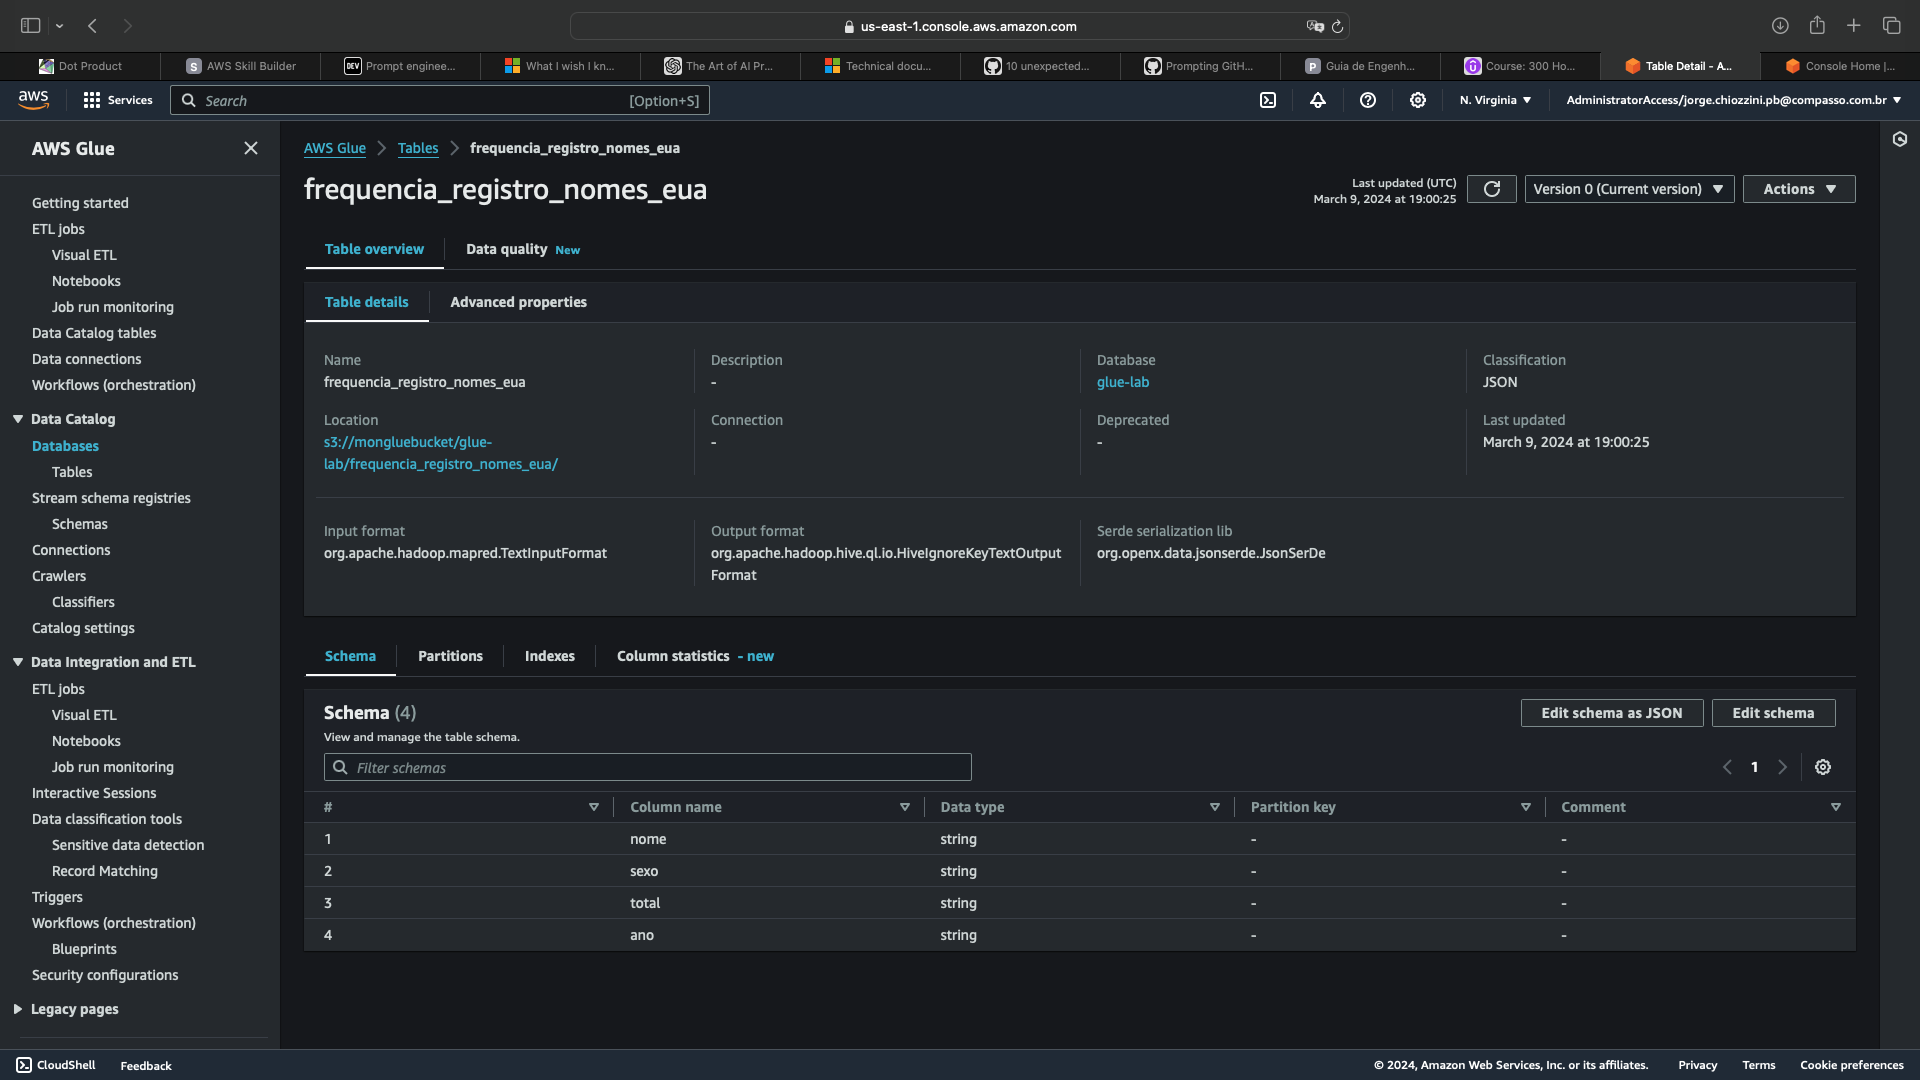 us-east-1.console.aws.amazon.com
Dot Product
AWS Skill Builder
Prompt enginee...
What I wish I kn...
The Art of AI Pr...
Technical docu...
10 unexpected...
Prompting GitH...
Guia de Engenh...
Course: 300 Ho...
Table Detail - A...
Console Home |...
aws
Services
Search
[Option+S]
N. Virginia
AdministratorAccess/jorge.chiozzini.pb@compasso.com.br
AWS Glue
Getting started
ETL jobs
Visual ETL
Notebooks
Job run monitoring
Data Catalog tables
Data connections
Workflows (orchestration)
Data Catalog
Databases
Tables
Stream schema registries
Schemas
Connections
Crawlers
Classifiers
Catalog settings
Data Integration and ETL
ETL jobs
Visual ETL
Notebooks
Job run monitoring
Interactive Sessions
Data classification tools
Sensitive data detection
Record Matching
Triggers
Workflows (orchestration)
Blueprints
Security configurations
Legacy pages
AWS Glue
Tables
frequencia_registro_nomes_eua
frequencia_registro_nomes_eua
Last updated (UTC)
March 9, 2024 at 19:00:25
Version 0 (Current version)
Actions
Table overview
Data quality New
Table details
Advanced properties
Name
frequencia_registro_nomes_eua
Description
-
Database
glue-lab
Classification
JSON
Location
s3://mongluebucket/glue-
lab/frequencia_registro_nomes_eua/
Connection
-
Deprecated
-
Last updated
March 9, 2024 at 19:00:25
Input format
org.apache.hadoop.mapred.TextInputFormat
Output format
org.apache.hadoop.hive.ql.io.HiveIgnoreKeyTextOutput
Format
Serde serialization lib
org.openx.data.jsonserde.JsonSerDe
Schema
Partitions
Indexes
Column statistics - new
Schema (4)
View and manage the table schema.
Edit schema as JSON
Edit schema
Filter schemas
1
# Column name Data type Partition key Comment
1 nome string - -
2 sexo string - -
3 total string - -
4 ano string - -
CloudShell
Feedback
© 2024, Amazon Web Services, Inc. or its affiliates.
Privacy
Terms
Cookie preferences